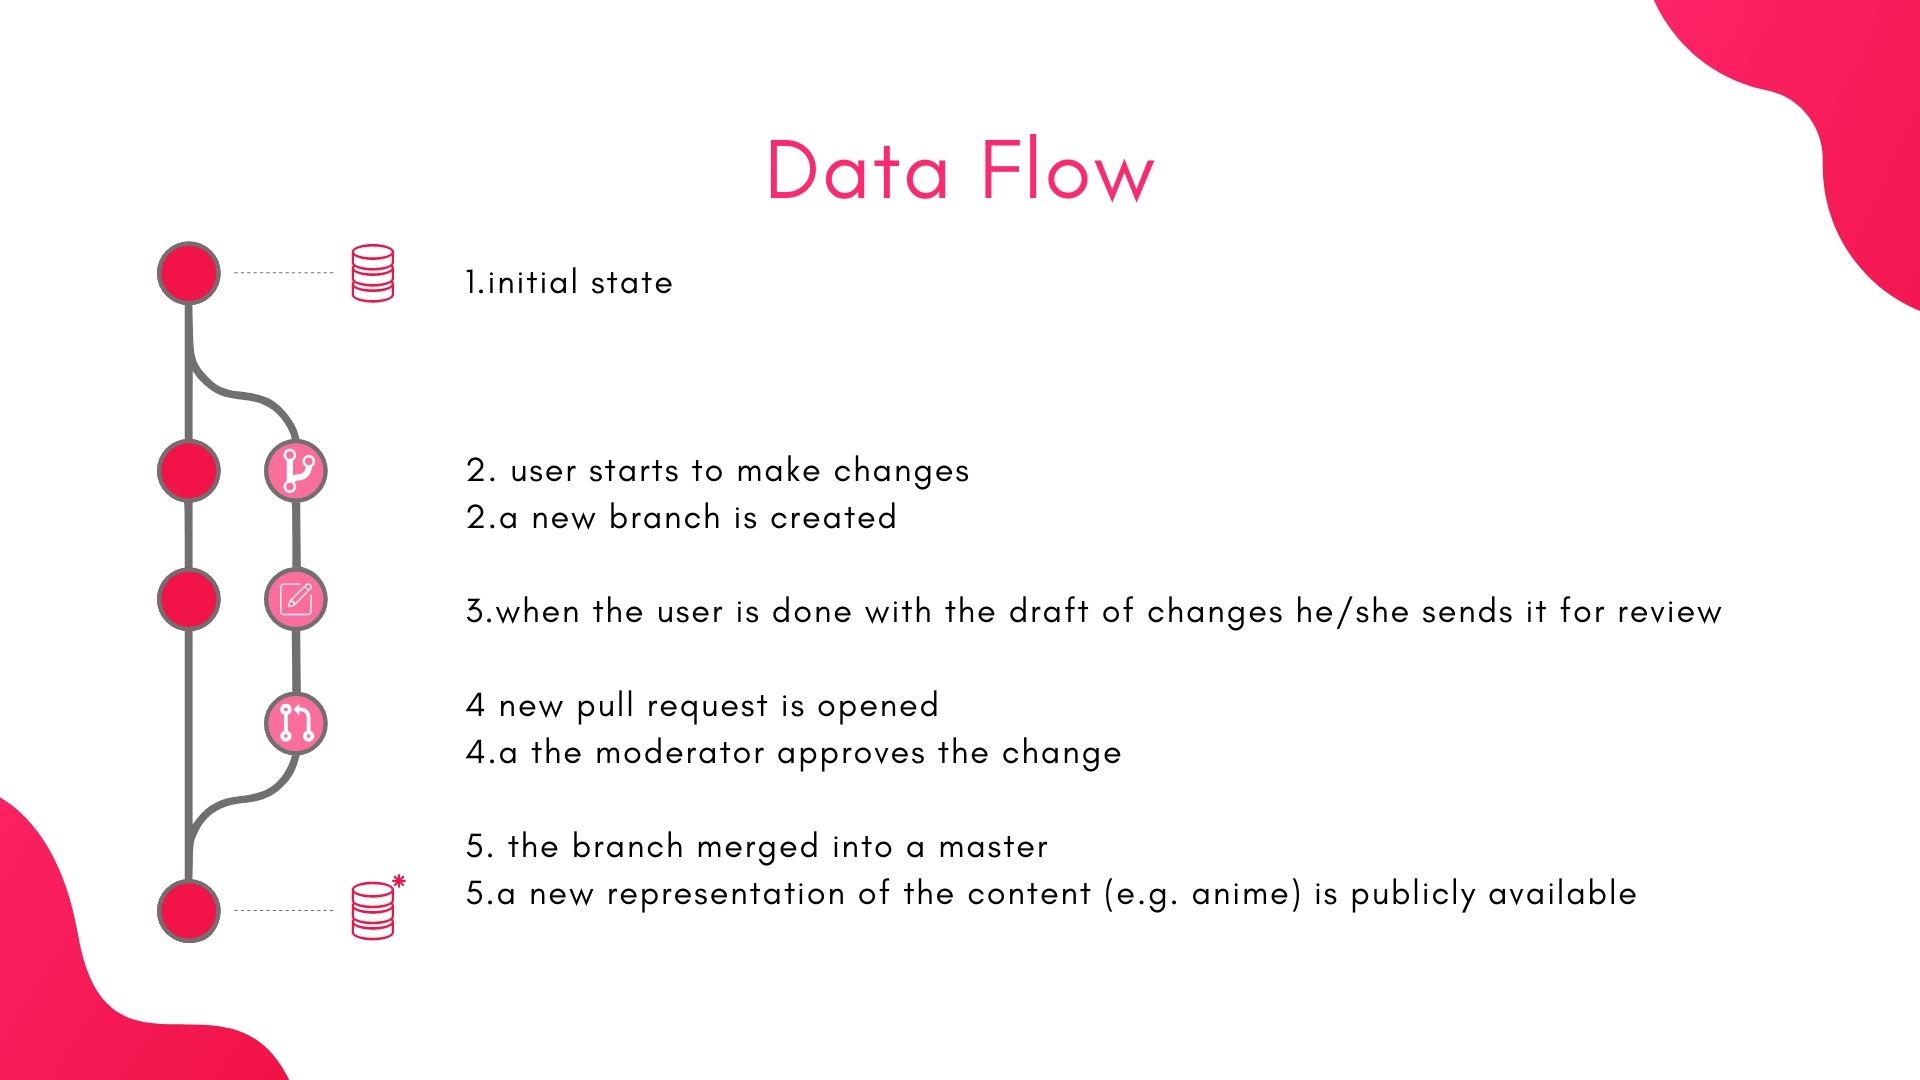 Data Flow
1.initial state
2. user starts to make changes
2.a new branch is created
3.when the user is done with the draft of changes he/she sends it for review
4 new pull request is opened
4.a the moderator approves the change
5. the branch merged into a master
5.a new representation of the content (e.g. anime) is publicly available